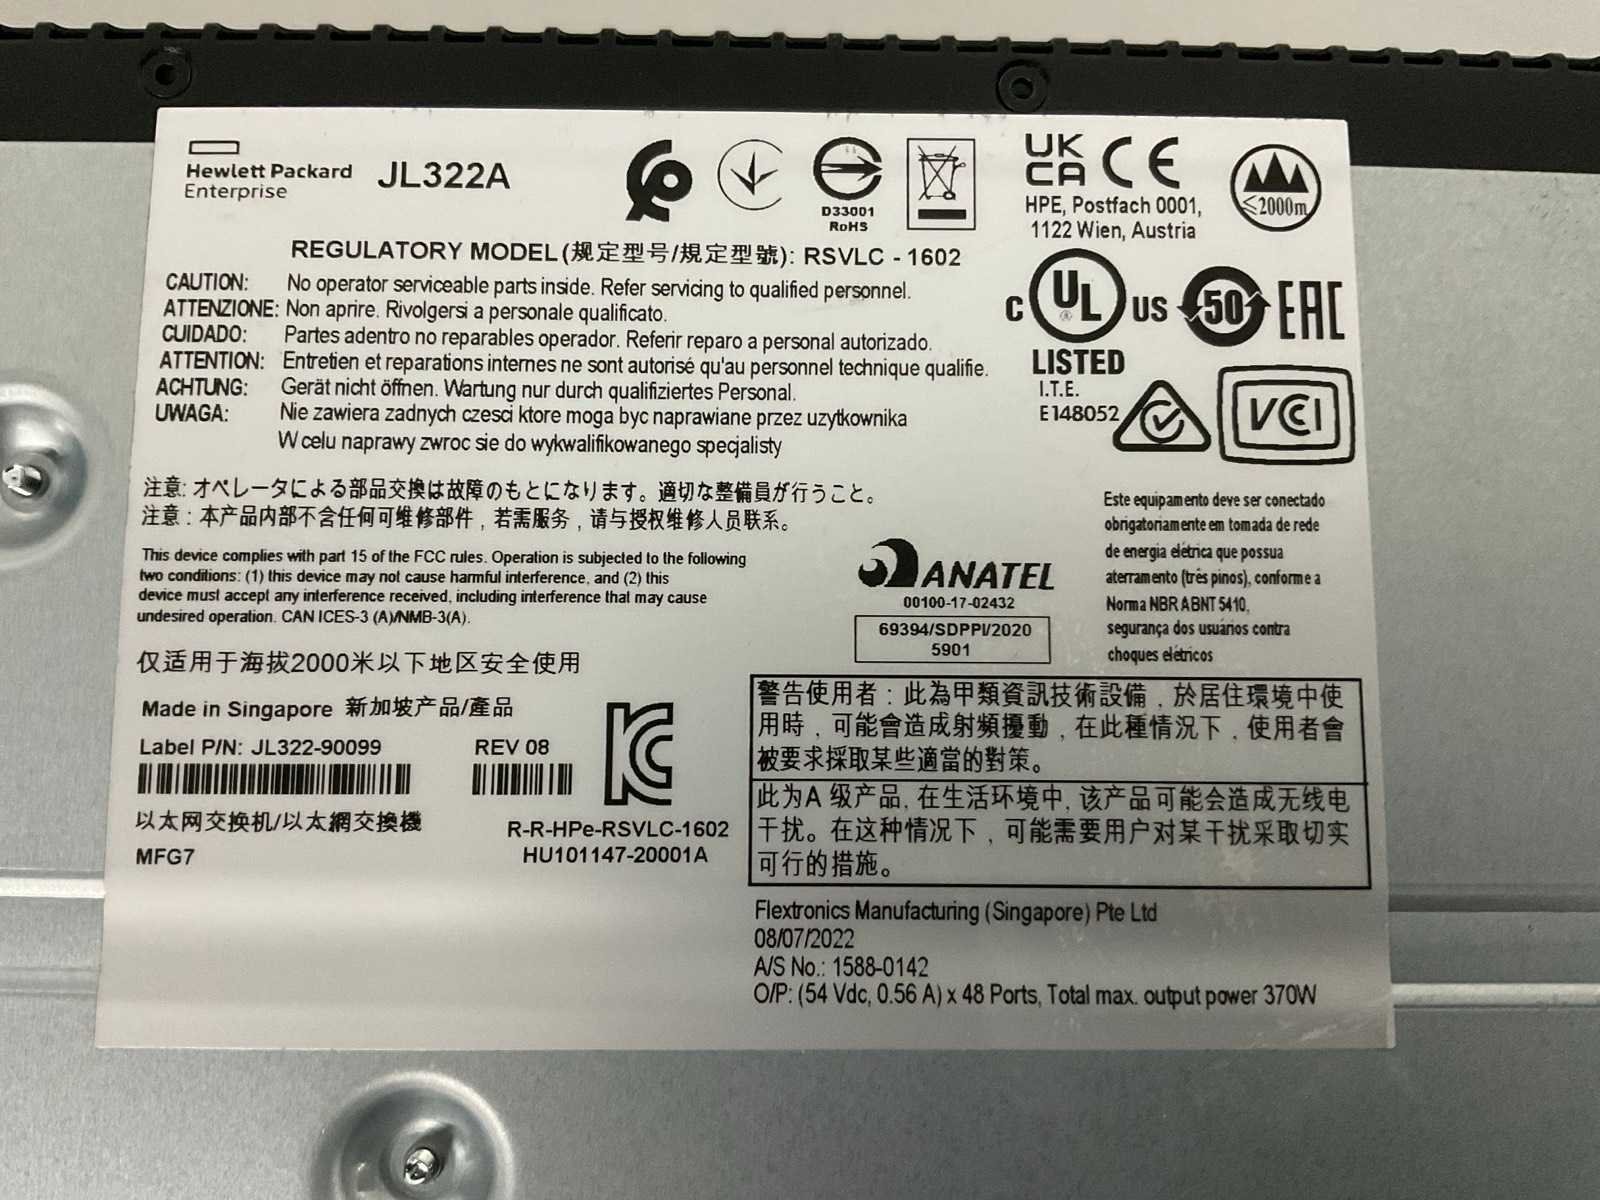 Hewlett Packard
Enterprise
JL322A
D33001
RoHS
UK
CA CE
HPE, Postfach 0001,
1122 Wien, Austria
≤2000m
REGULATORY MODEL (规定型号/規定型號): RSVLC - 1602
CAUTION: No operator serviceable parts inside. Refer servicing to qualified personnel.
ATTENZIONE: Non aprire. Rivolgersi a personale qualificato.
CUIDADO: Partes adentro no reparables operador. Referir reparo a personal autorizado.
ATTENTION: Entretien et reparations internes ne sont autorisé qu'au personnel technique qualifie.
ACHTUNG: Gerät nicht öffnen. Wartung nur durch qualifiziertes Personal.
UWAGA: Nie zawiera zadnych czesci ktore moga byc naprawiane przez uzytkownika
W celu naprawy zwroc sie do wykwalifikowanego specjalisty
C UL ® US
LISTED
I.T.E.
E148052
50
EAC
VCI
注意: オペレータによる部品交換は故障のもとになります。適切な整備員が行うこと。
注意：本产品内部不含任何可维修部件，若需服务，请与授权维修人员联系。
This device complies with part 15 of the FCC rules. Operation is subjected to the following
two conditions: (1) this device may not cause harmful interference, and (2) this
device must accept any interference received, including interference that may cause
undesired operation. CAN ICES-3 (A)/NMB-3(A).
仅适用于海拔2000米以下地区安全使用
ANATEL
00100-17-02432
69394/SDPPI/2020
5901
Este equipamento deve ser conectado
obrigatoriamente em tomada de rede
de energia elétrica que possua
aterramento (três pinos), conforme a
Norma NBR ABNT 5410,
segurança dos usuários contra
choques elétricos
Made in Singapore 新加坡产品/產品
Label P/N: JL322-90099
REV 08
以太网交换机/以太網交換機
MFG7
R-R-HPe-RSVLC-1602
HU101147-20001A
警告使用者：此為甲類資訊技術設備，於居住環境中使
用時，可能會造成射頻擾動，在此種情況下，使用者會
被要求採取某些適當的對策。
此为A 级产品, 在生活环境中, 该产品可能会造成无线电
干扰。在这种情况下，可能需要用户对某干扰采取切实
可行的措施。
Flextronics Manufacturing (Singapore) Pte Ltd
08/07/2022
A/S No.: 1588-0142
O/P: (54 Vdc, 0.56 A) x 48 Ports, Total max. output power 370W